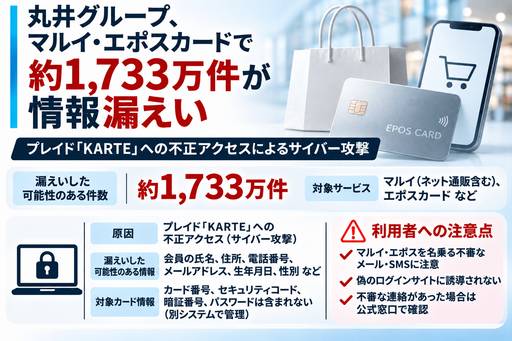 丸井グループ、
マルイ・エポスカードで
約1,733万件が
情報漏えい
EPOS CARD
プレイド「KARTE」への不正アクセスによるサイバー攻撃
漏えいした
可能性のある件数
約1,733万件
対象サービス
マルイ(ネット通販含む)、
エポスカード など
原因
プレイド「KARTE」への
不正アクセス(サイバー攻撃)
漏えいした
可能性のある情報
会員の氏名、住所、電話番号、
メールアドレス、生年月日、性別 など
対象カード情報
カード番号、セキュリティコード、
暗証番号、パスワードは含まれない
(別システムで管理)
利用者への注意点
マルイ・エポスを名乗る不審な
メール・SMSに注意
偽のログインサイトに誘導されない
不審な連絡があった場合は
公式窓口で確認